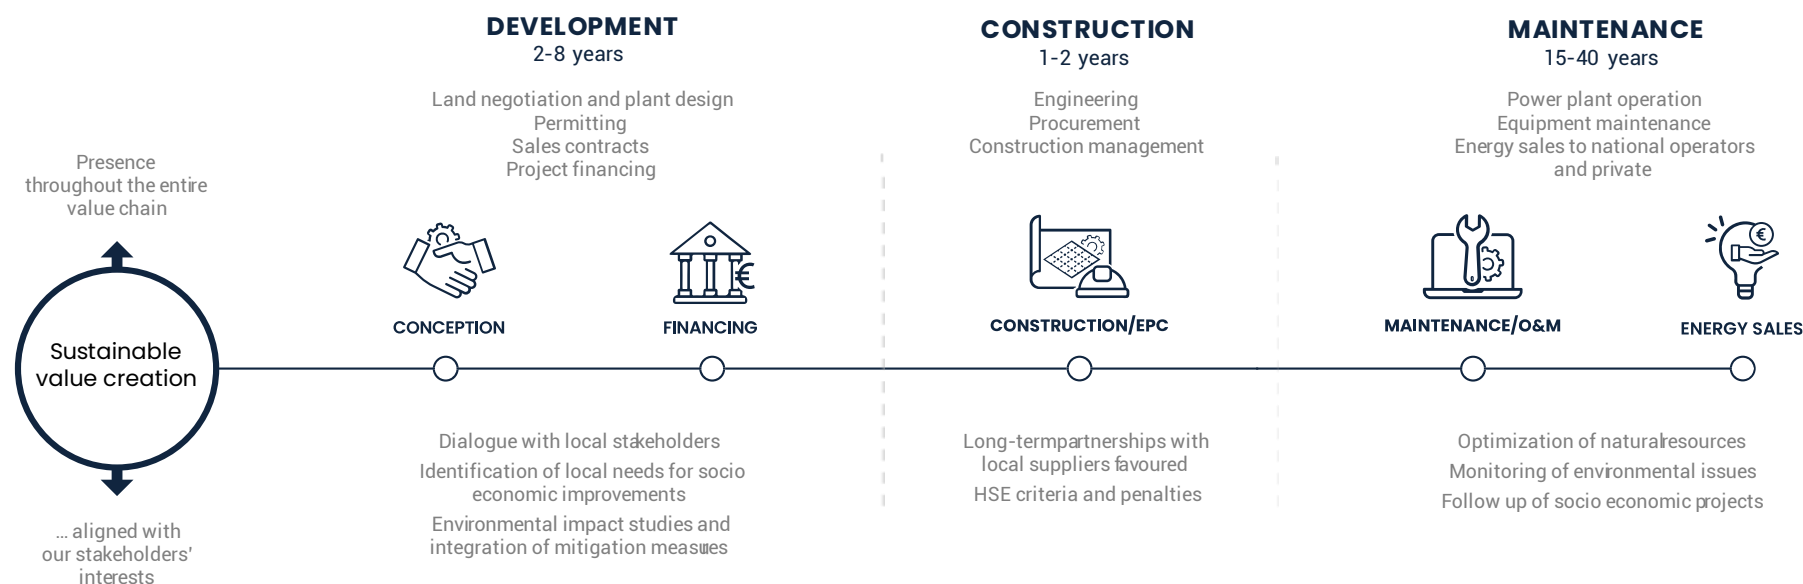 DEVELOPMENT
2-8 years
Land negotiation and plant design
Permitting
Sales contracts
Project financing
CONSTRUCTION
1-2 years
Engineering
Procurement
Construction management
MAINTENANCE
15-40 years
Power plant operation
Equipment maintenance
Energy sales to national operators
and private
Presence
throughout the entire
value chain
€
€
CONCEPTION
FINANCING
CONSTRUCTION/EPC
MAINTENANCE/O&M
ENERGY SALES
Sustainable
value creation
Dialogue with local stakeholders
Identification of local needs for socio
economic improvements
Environmental impact studies and
integration of mitigation measures
Long-termpartnerships with
local suppliers favoured
HSE criteria and penalties
Optimization of naturalresources
Monitoring of environmental issues
Follow up of socio economic projects
... aligned with
our stakeholders'
interests